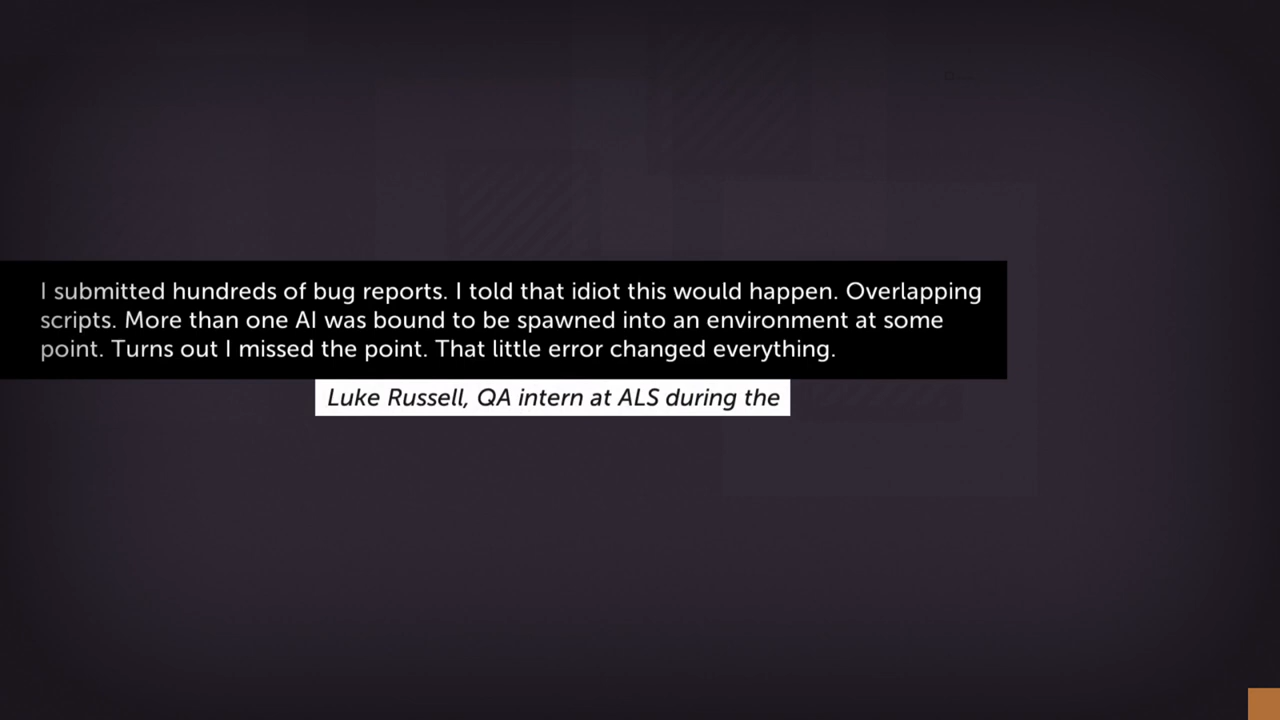 I submitted hundreds of bug reports. I told that idiot this would happen. Overlapping
scripts. More than one AI was bound to be spawned into an environment at some
point. Turns out I missed the point. That little error changed everything.
Luke Russell, QA intern at ALS during the